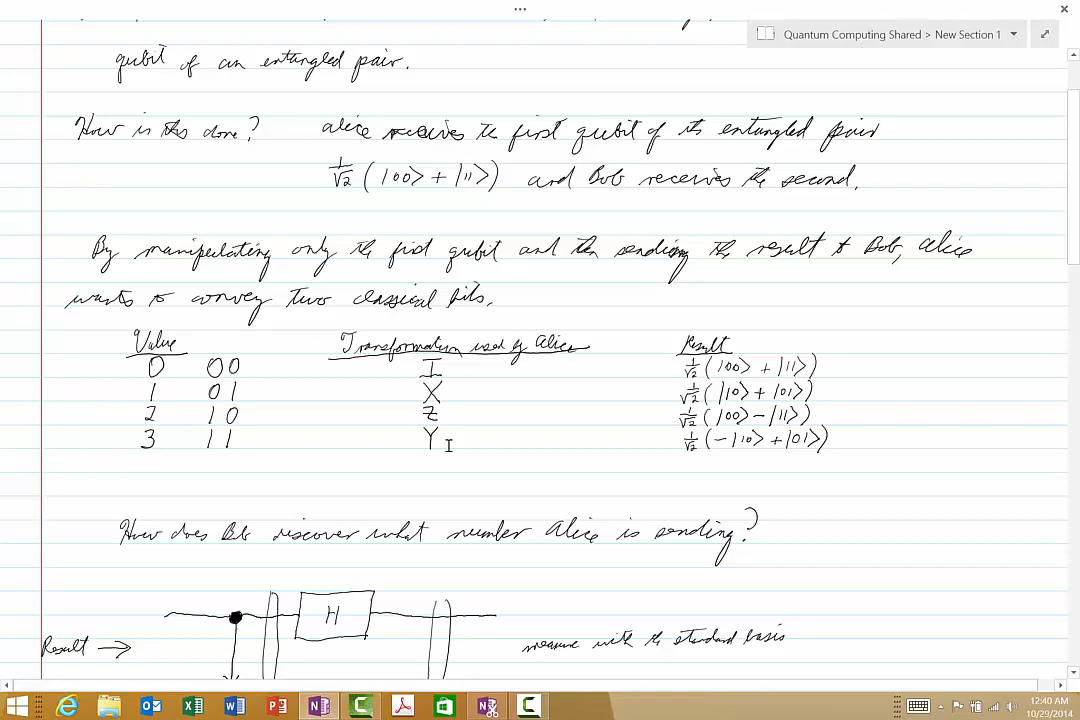 Quantum Computing Shared > New Section 1
qubit of an entangled pair.
How is this done? Alice receives the first qubit of its entangled pair
1/√2 (|00> + |11>) and Bob receives the second.
By manipulating only the first qubit and then sending the result to Bob, Alice
wants to convey two classical bits.
Value Transformation used by Alice Result
0 00 I 1/√2 (|00> + |11>)
1 01 X 1/√2 (|10> + |01>)
2 10 Z 1/√2 (|00> - |11>)
3 11 Y 1/√2 (-|10> + |01>)
How does Bob discover what number Alice is sending?
H
Result → measure with the standard basis
12:40 AM
10/29/2014